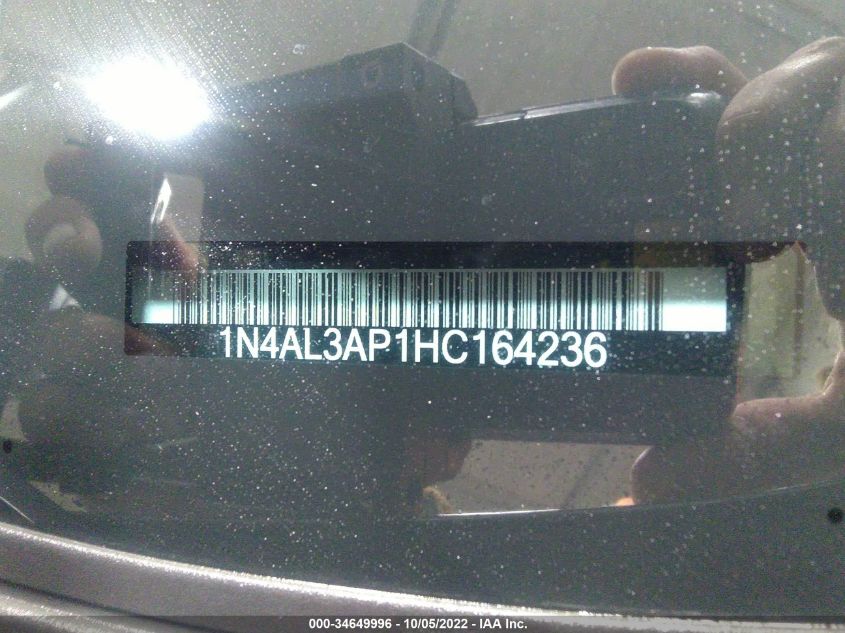 1N4AL3AP1HC164236
000-34649996 - 10/05/2022 - IAA Inc.